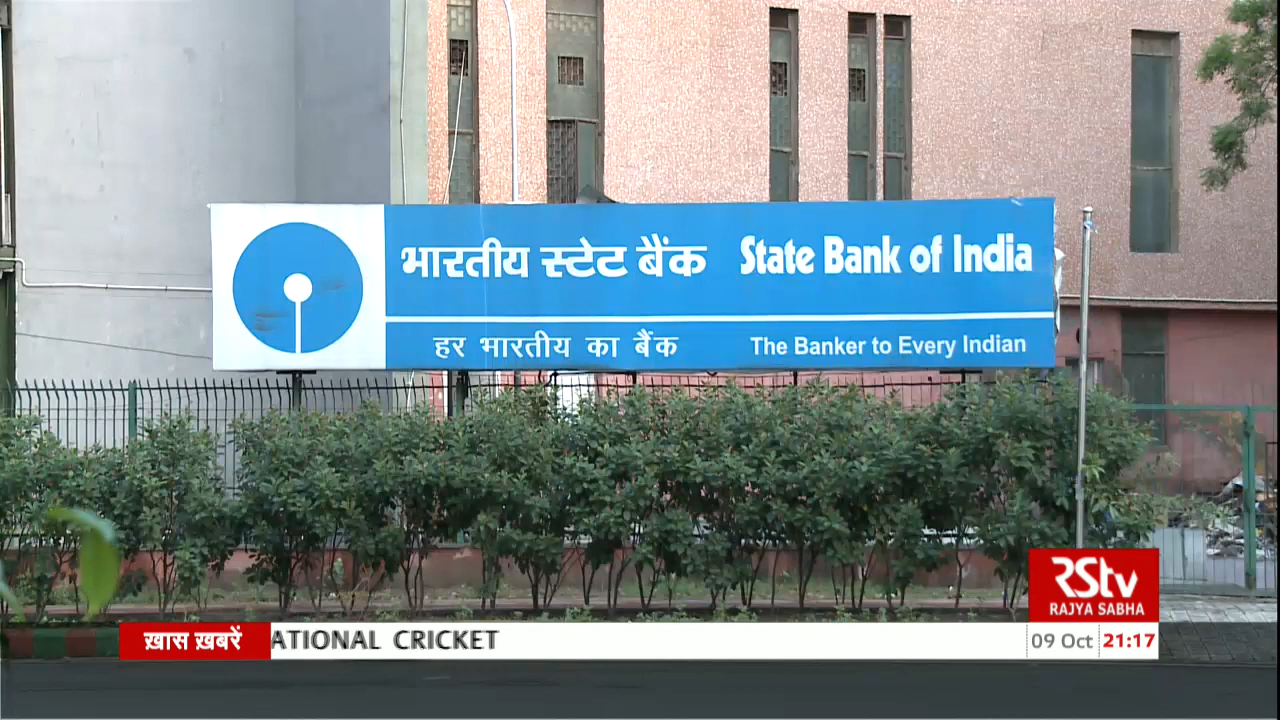 भारतीय स्टेट बैंक State Bank of India
हर भारतीय का बैंक The Banker to Every Indian
RStv
RAJYA SABHA
ख़ास ख़बरें ATIONAL CRICKET 09 Oct 21:17